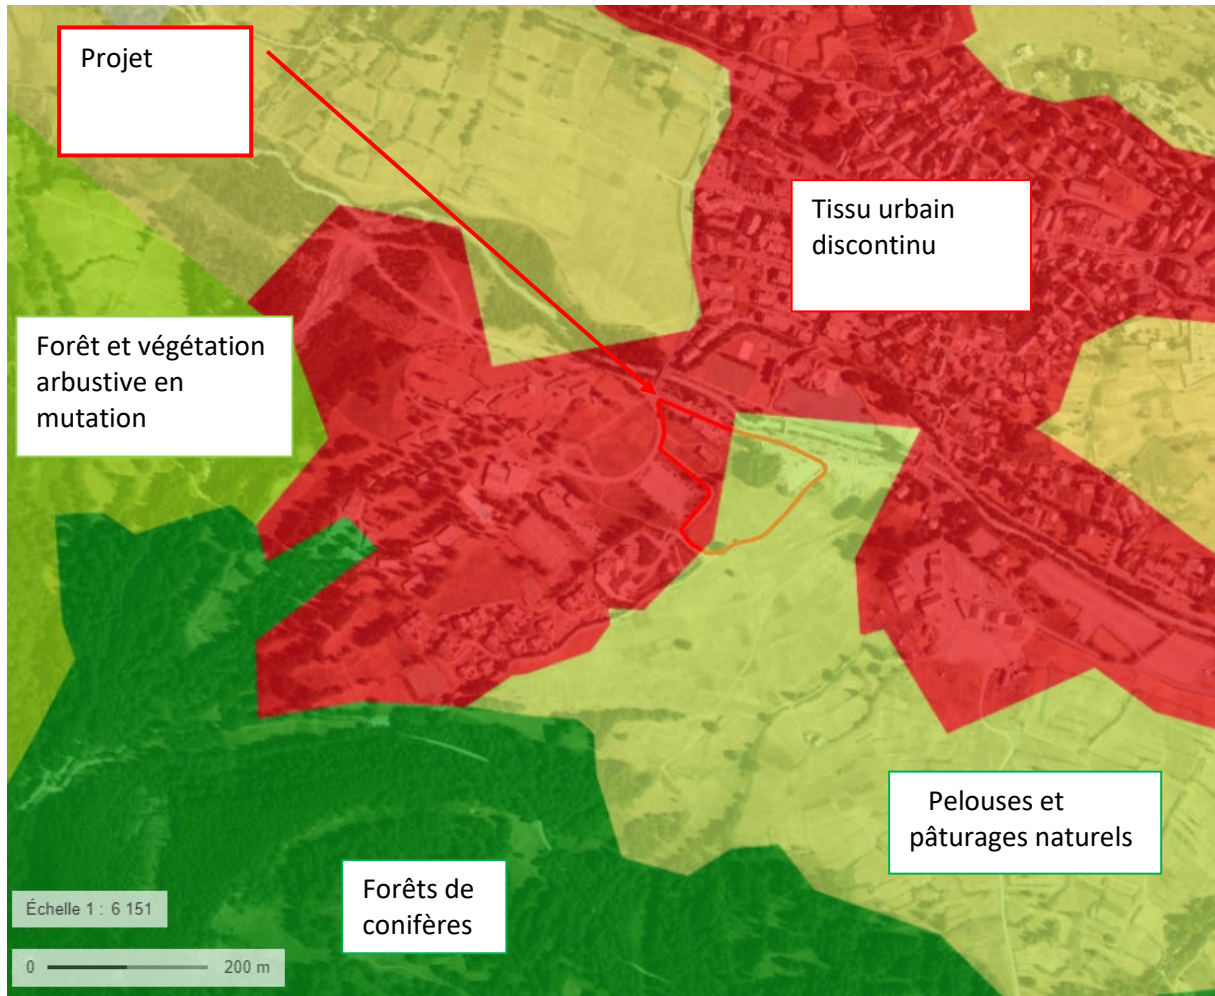 Projet
Tissu urbain
discontinu
Forêt et végétation
arbustive en
mutation
Pelouses et
pâturages naturels
Forêts de
conifères
Échelle 1 : 6 151
0 200 m